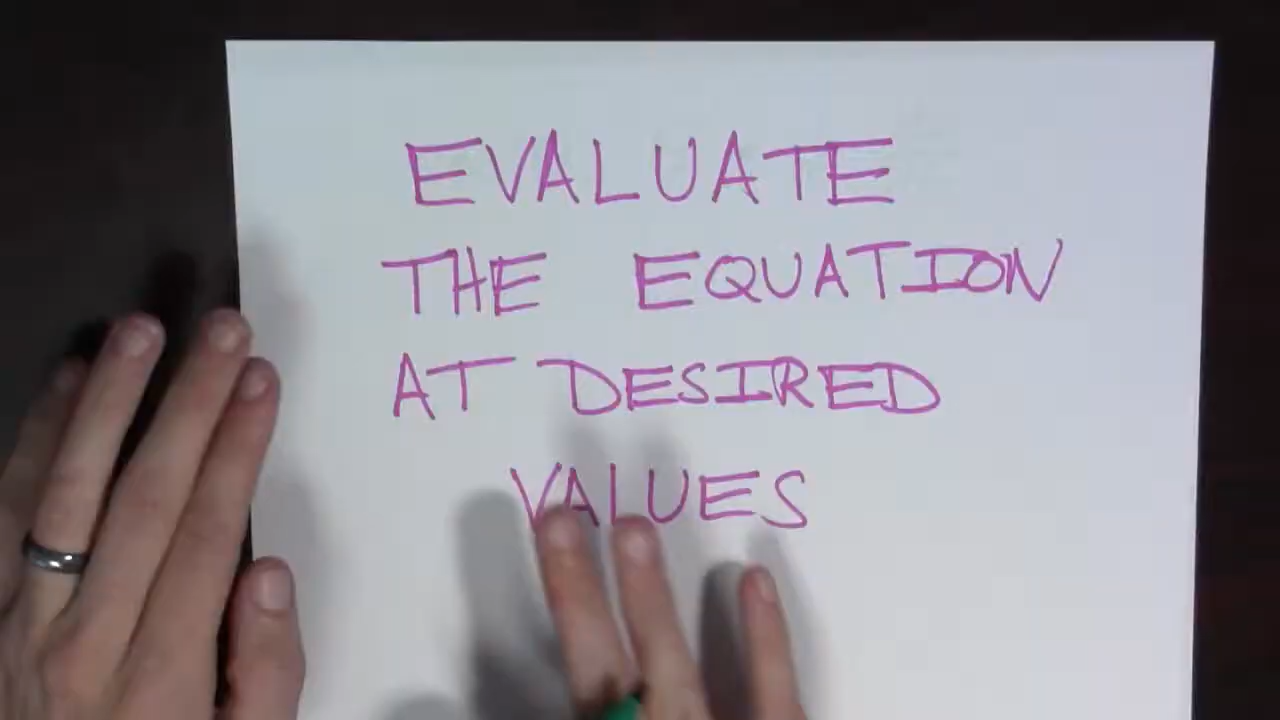 EVALUATE
THE EQUATION
AT DESIRED
VALUES